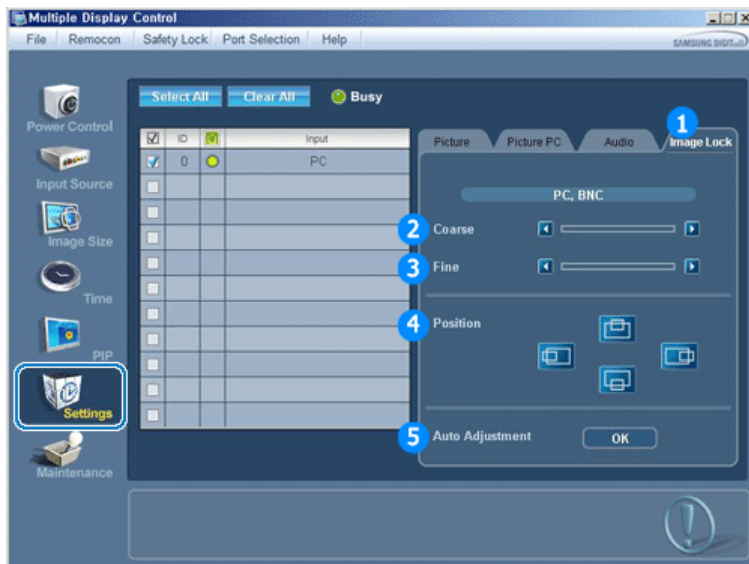 Multiple Display Control
File Remocon Safety Lock Port Selection Help
SAMSUNG
Select All Clear All Busy
Power Control
Input Source
Image Size
Time
PIP
Settings
Maintenance
ID Input
0 PC
1
Picture Picture PC Audio Image Lock
PC, BNC
2 Coarse
3 Fine
4 Position
5 Auto Adjustment OK